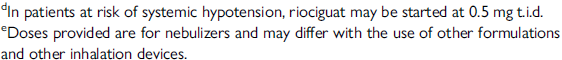 dIn patients at risk of systemic hypotension, riociguat may be started at 0.5 mg t.i.d.
eDoses provided are for nebulizers and may differ with the use of other formulations
and other inhalation devices.